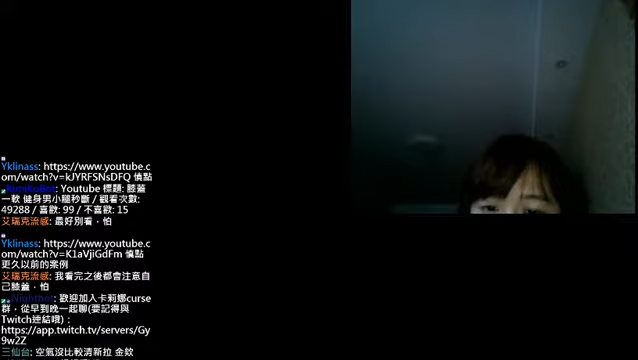 Yklinass: https://www.youtube.c
om/watch?v=kJYRFSNsDFQ 慎點
KimiKoBot: Youtube 標題: 膝蓋
一軟 健身男小腿秒斷 / 觀看次數:
49288 / 喜歡: 99 / 不喜歡: 15
艾瑞克流感: 最好別看，怕
Yklinass: https://www.youtube.c
om/watch?v=K1aVjiGdFm 慎點
更久以前的案例
艾瑞克流感: 我看完之後都會注意自
己膝蓋，怕
Nightbot: 歡迎加入卡莉娜curse
群，從早到晚一起聊(要記得與
Twitch連結哦)：
https://app.twitch.tv/servers/Gy
9w2Z
三仙台: 空氣沒比較清新拉 金欸